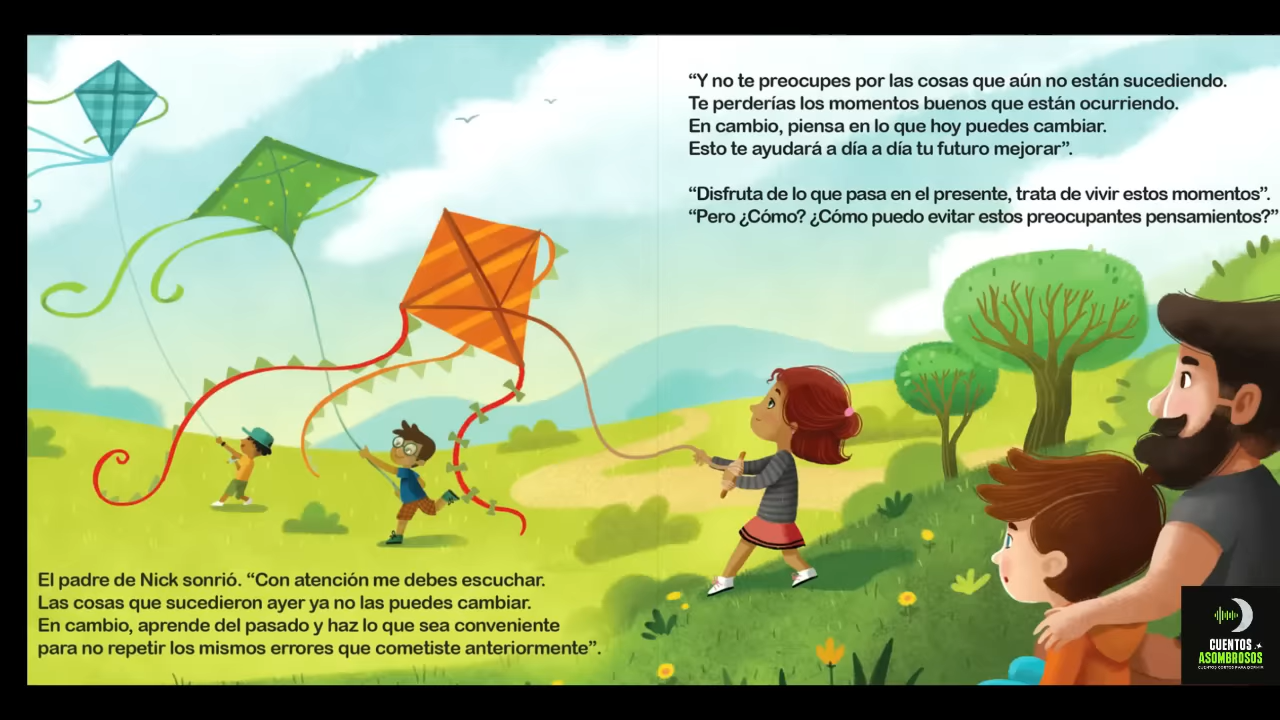 El padre de Nick sonrió. “Con atención me debes escuchar.
Las cosas que sucedieron ayer ya no las puedes cambiar.
En cambio, aprende del pasado y haz lo que sea conveniente
para no repetir los mismos errores que cometiste anteriormente”.
“Y no te preocupes por las cosas que aún no están sucediendo.
Te perderías los momentos buenos que están ocurriendo.
En cambio, piensa en lo que hoy puedes cambiar.
Esto te ayudará a día a día tu futuro mejorar”.
“Disfruta de lo que pasa en el presente, trata de vivir estos momentos”.
“Pero ¿Cómo? ¿Cómo puedo evitar estos preocupantes pensamientos?”
CUENTOS
ASOMBROSOS
CUENTOS CORTOS PARA DORMIR